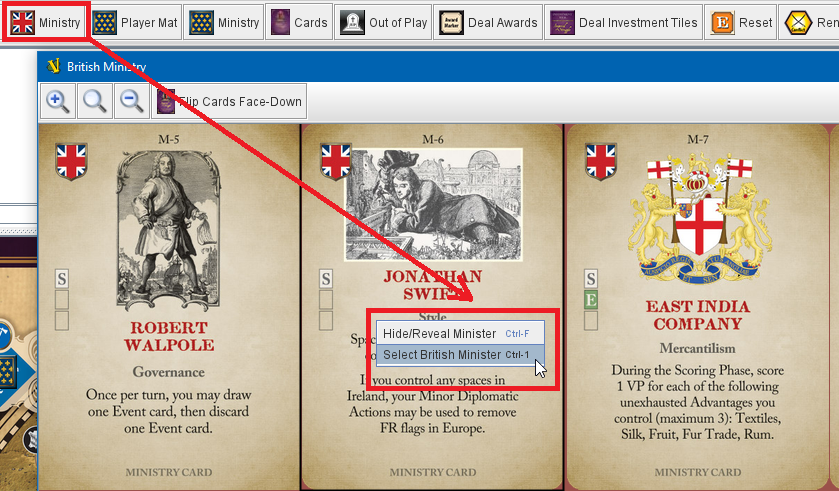 Ministry
Player Mat
Ministry
Cards
Out of Play
Award
Marker
Deal Awards
Deal Investment Tiles
E
Reset
British Ministry
Flip Cards Face-Down
M-5
S
ROBERT
WALPOLE
Governance
Once per turn, you may draw
one Event card, then discard
one Event card.
MINISTRY CARD
M-6
S
JONATHAN
SWIFT
Style
Hide/Reveal Minister Ctrl-F
Select British Minister Ctrl-1
If you control any spaces in
Ireland, your Minor Diplomatic
Actions may be used to remove
FR flags in Europe.
MINISTRY CARD
M-7
S
E
EAST INDIA
COMPANY
Mercantilism
During the Scoring Phase, score
1 VP for each of the following
unexhausted Advantages you
control (maximum 3): Textiles,
Silk, Fruit, Fur Trade, Rum.
MINISTRY CARD